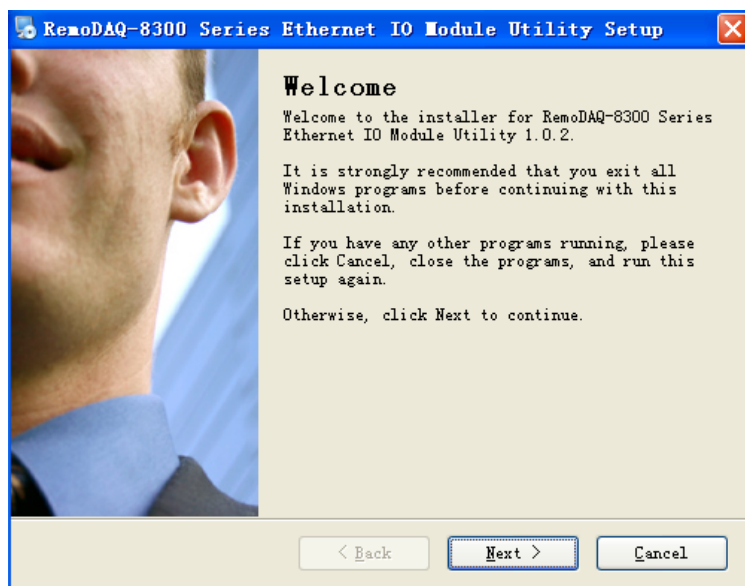 RemoDAQ-8300 Series Ethernet IO Module Utility Setup
Welcome
Welcome to the installer for RemoDAQ-8300 Series
Ethernet IO Module Utility 1.0.2.
It is strongly recommended that you exit all
Windows programs before continuing with this
installation.
If you have any other programs running, please
click Cancel, close the programs, and run this
setup again.
Otherwise, click Next to continue.
< Back
Next >
Cancel